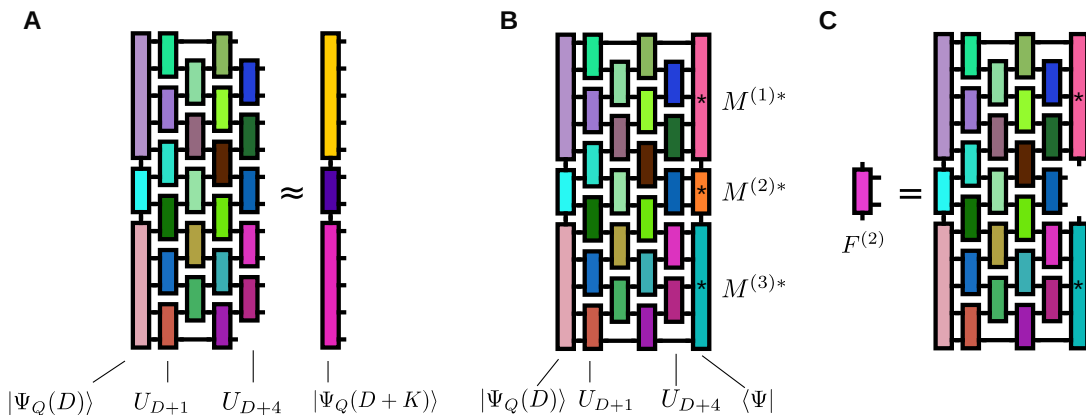 A
B
C
≈
=
* M^{(1)*}
* M^{(2)*}
* M^{(3)*}
F^{(2)}
*
*
|Ψ_Q(D)⟩ U_{D+1} U_{D+4} |Ψ_Q(D + K)⟩
|Ψ_Q(D)⟩ U_{D+1} U_{D+4} ⟨Ψ|